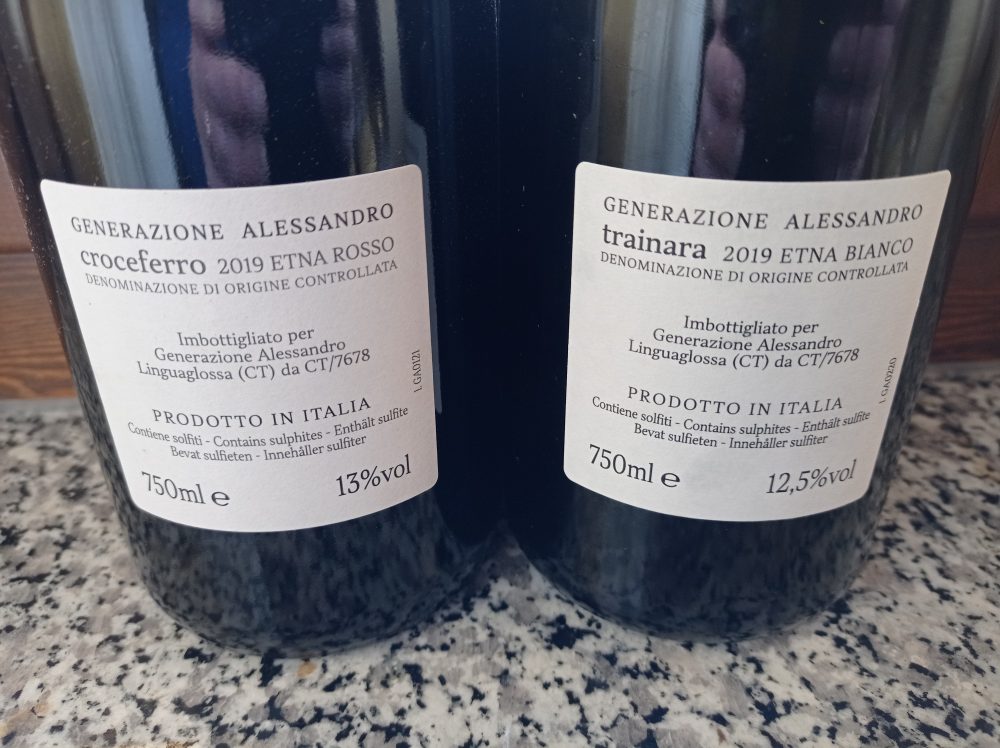 GENERAZIONE ALESSANDRO
croceferro 2019 ETNA ROSSO
DENOMINAZIONE DI ORIGINE CONTROLLATA
Imbottigliato per
Generazione Alessandro
Linguaglossa (CT) da CT/7678
L GA0121
PRODOTTO IN ITALIA
Contiene solfiti - Contains sulphites - Enthält sulfite
Bevat sulfieten - Innehåller sulfiter
750ml ℮ 13%vol
GENERAZIONE ALESSANDRO
trainara 2019 ETNA BIANCO
DENOMINAZIONE DI ORIGINE CONTROLLATA
Imbottigliato per
Generazione Alessandro
Linguaglossa (CT) da CT/7678
L GA0220
PRODOTTO IN ITALIA
Contiene solfiti - Contains sulphites - Enthält sulfite
Bevat sulfieten - Innehåller sulfiter
750ml ℮ 12,5%vol